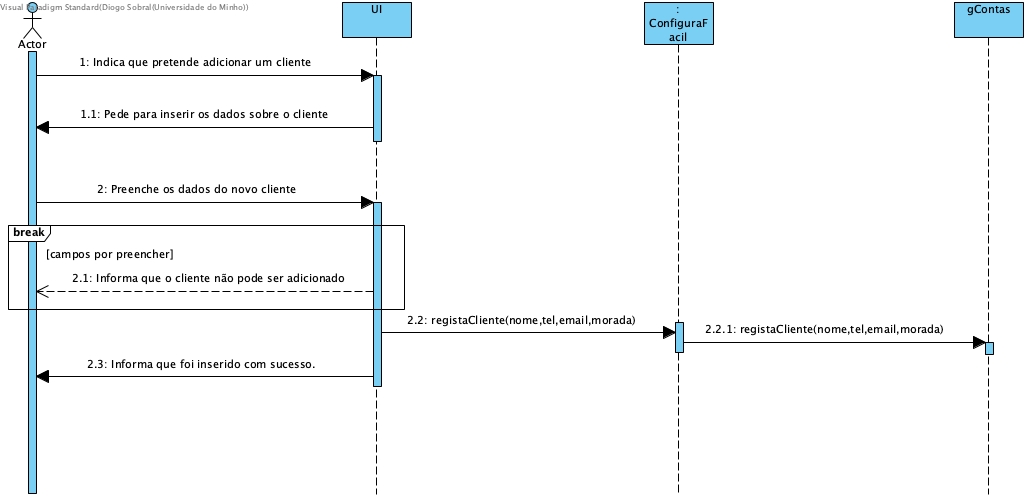 Visual Paradigm Standard(Diogo Sobral(Universidade do Minho))
Actor
UI
:
ConfiguraF
acil
gContas
1: Indica que pretende adicionar um cliente
1.1: Pede para inserir os dados sobre o cliente
2: Preenche os dados do novo cliente
break
[campos por preencher]
2.1: Informa que o cliente não pode ser adicionado
2.2: registaCliente(nome,tel,email,morada)
2.2.1: registaCliente(nome,tel,email,morada)
2.3: Informa que foi inserido com sucesso.